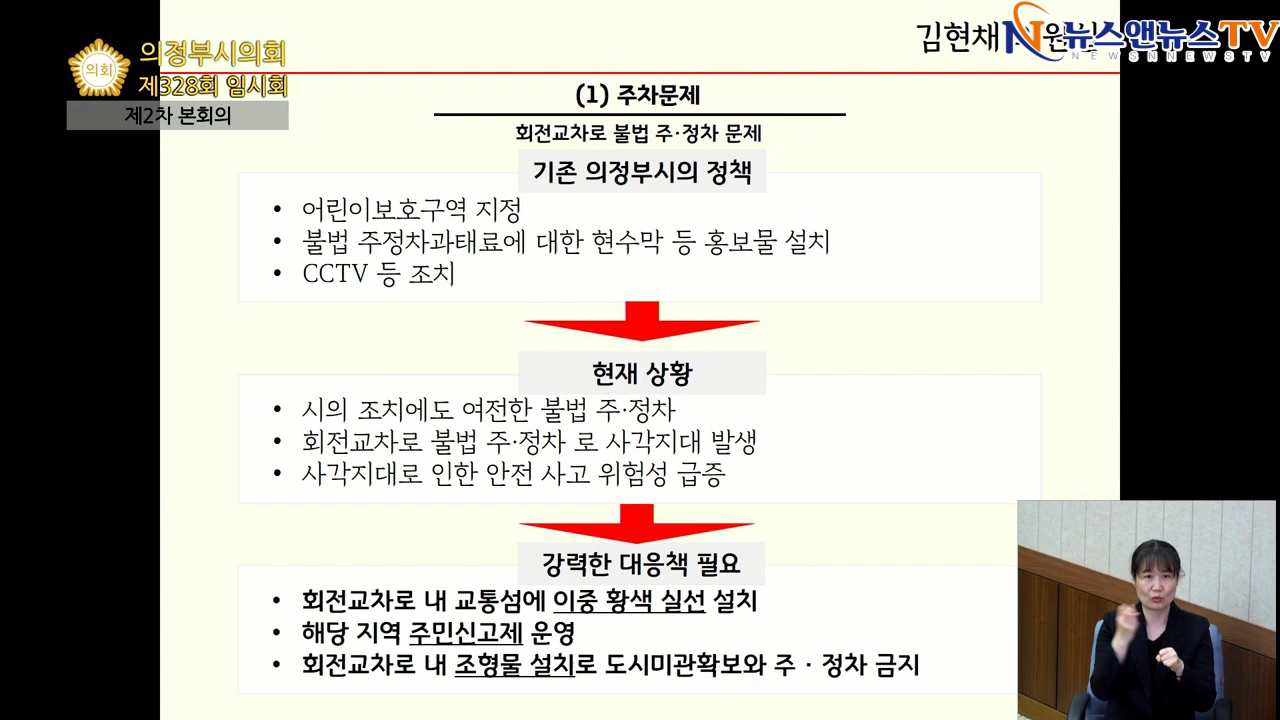 김현채
뉴스앤뉴스TV
NEWSNNEWSTV
의회
의정부시의회
제328회 임시회
제2차 본회의
(1) 주차문제
회전교차로 불법 주·정차 문제
기존 의정부시의 정책
• 어린이보호구역 지정
• 불법 주정차과태료에 대한 현수막 등 홍보물 설치
• CCTV 등 조치
현재 상황
• 시의 조치에도 여전한 불법 주·정차
• 회전교차로 불법 주·정차 로 사각지대 발생
• 사각지대로 인한 안전 사고 위험성 급증
강력한 대응책 필요
• 회전교차로 내 교통섬에 이중 황색 실선 설치
• 해당 지역 주민신고제 운영
• 회전교차로 내 조형물 설치로 도시미관확보와 주 · 정차 금지